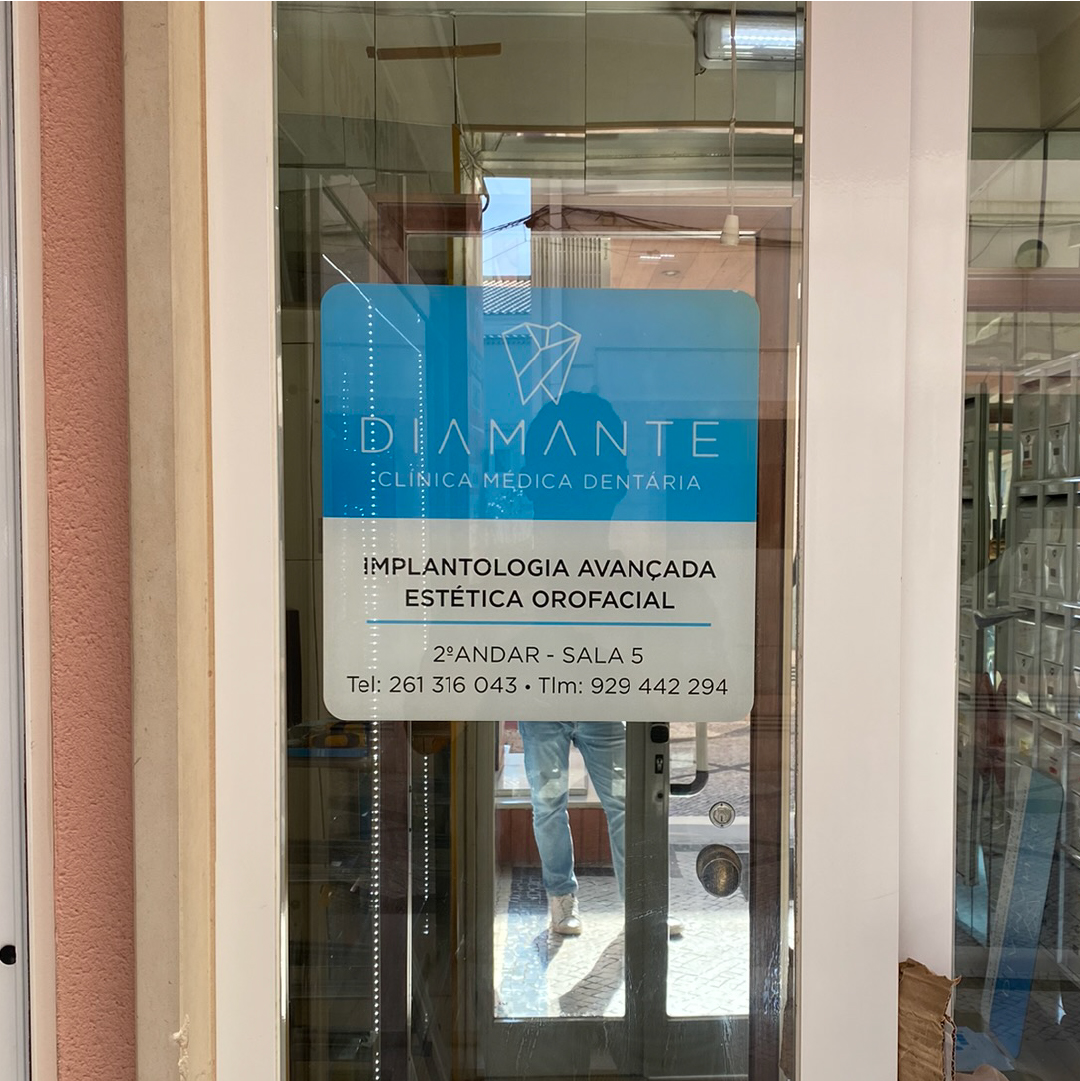 DIAMANTE
CLÍNICA MÉDICA DENTÁRIA
IMPLANTOLOGIA AVANÇADA
ESTÉTICA OROFACIAL
2ºANDAR - SALA 5
Tel: 261 316 043 • Tlm: 929 442 294